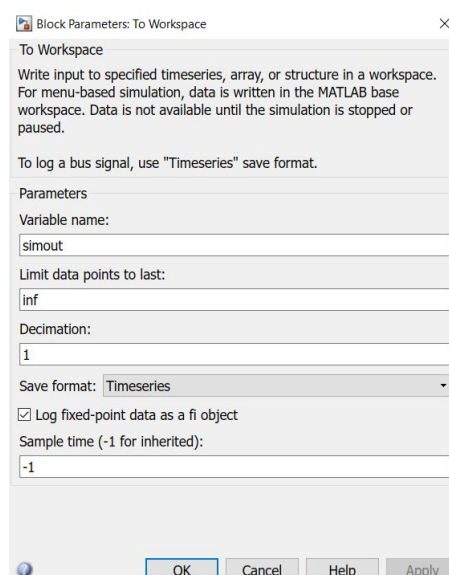 Block Parameters: To Workspace
To Workspace
Write input to specified timeseries, array, or structure in a workspace.
For menu-based simulation, data is written in the MATLAB base
workspace. Data is not available until the simulation is stopped or
paused.
To log a bus signal, use "Timeseries" save format.
Parameters
Variable name:
simout
Limit data points to last:
inf
Decimation:
1
Save format: Timeseries
Log fixed-point data as a fi object
Sample time (-1 for inherited):
-1
OK Cancel Help Apply